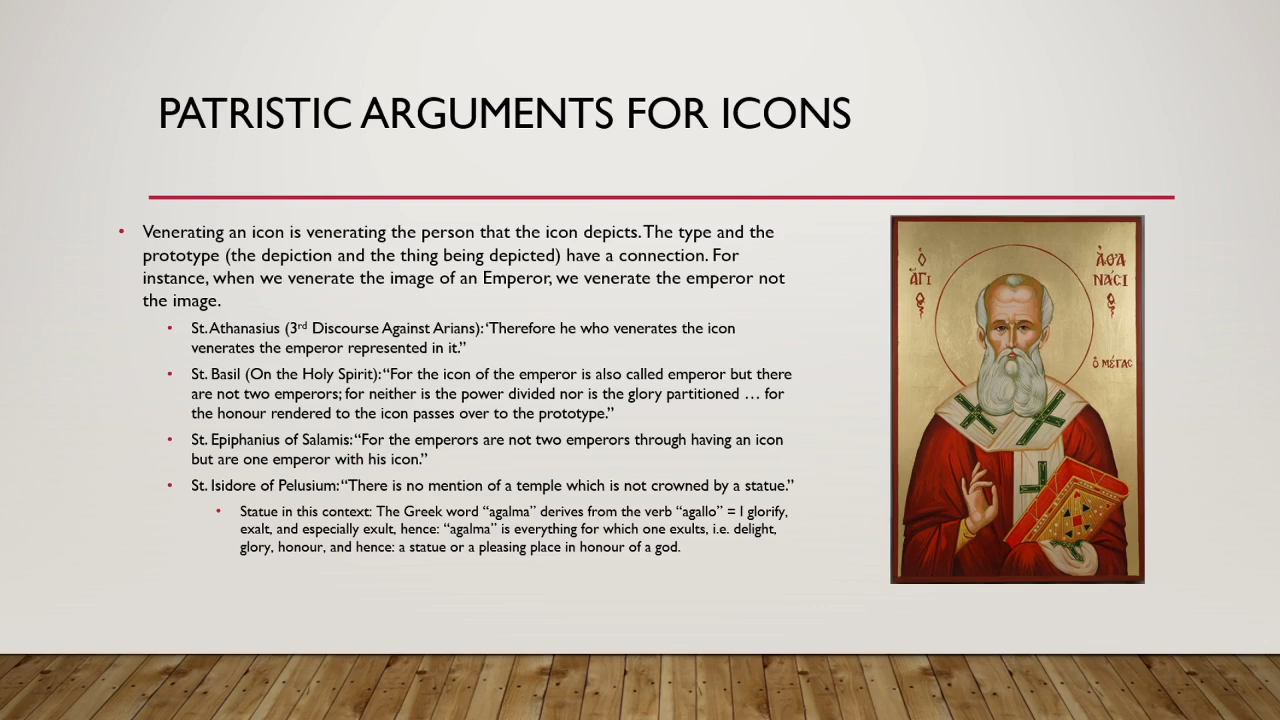 PATRISTIC ARGUMENTS FOR ICONS
• Venerating an icon is venerating the person that the icon depicts. The type and the
prototype (the depiction and the thing being depicted) have a connection. For
instance, when we venerate the image of an Emperor, we venerate the emperor not
the image.
• St. Athanasius (3rd Discourse Against Arians): ‘Therefore he who venerates the icon
venerates the emperor represented in it.”
• St. Basil (On the Holy Spirit): “For the icon of the emperor is also called emperor but there
are not two emperors; for neither is the power divided nor is the glory partitioned … for
the honour rendered to the icon passes over to the prototype.”
• St. Epiphanius of Salamis: “For the emperors are not two emperors through having an icon
but are one emperor with his icon.”
• St. Isidore of Pelusium: “There is no mention of a temple which is not crowned by a statue.”
• Statue in this context: The Greek word “agalma” derives from the verb “agallo” = I glorify,
exalt, and especially exult, hence: “agalma” is everything for which one exults, i.e. delight,
glory, honour, and hence: a statue or a pleasing place in honour of a god.
ὁ
ἅγι
ος
Ἀθα
νάσι
ος
ὁ μέγας